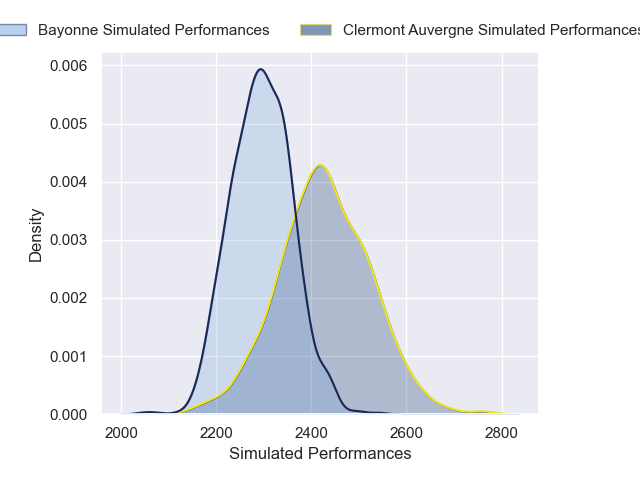 Bayonne Simulated Performances
Clermont Auvergne Simulated Performances
0.006
0.005
0.004
0.003
0.002
0.001
0.000
Density
2000 2200 2400 2600 2800
Simulated Performances